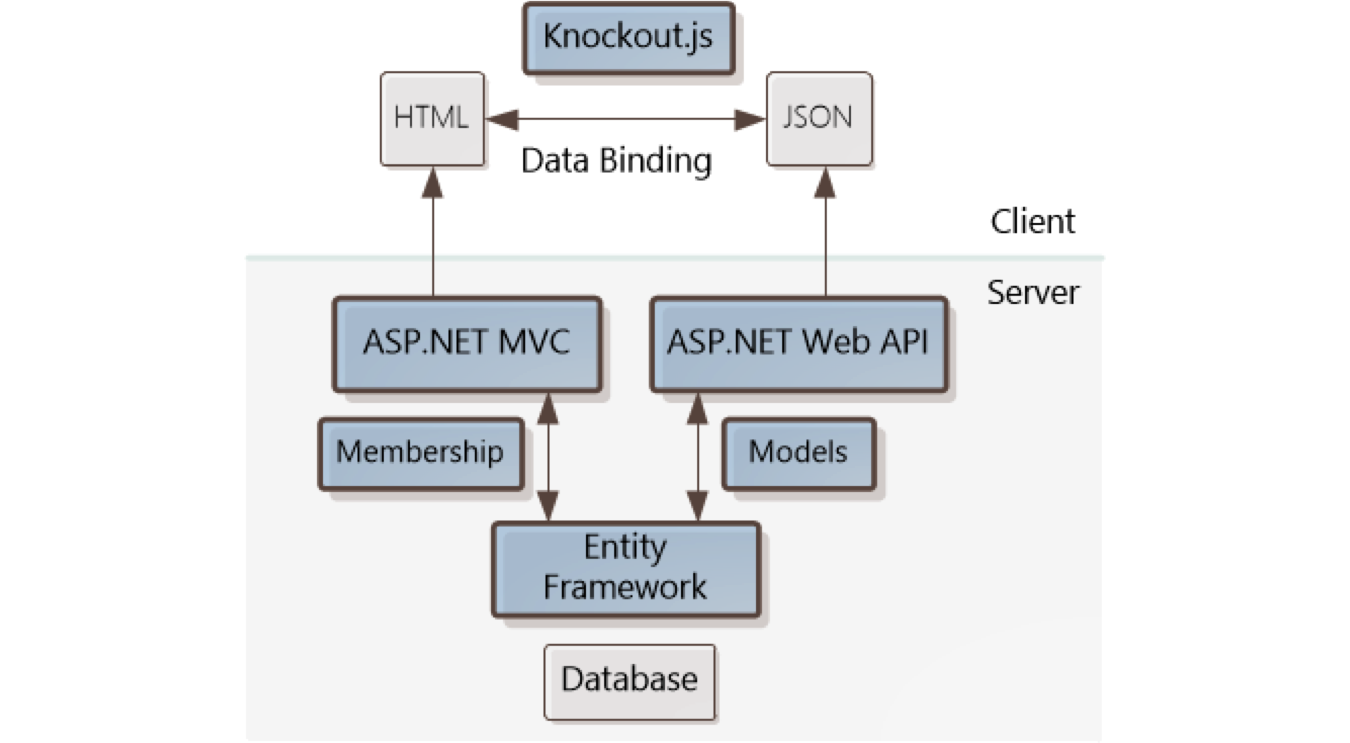 Knockout.js
HTML
JSON
Data Binding
Client
Server
ASP.NET MVC
ASP.NET Web API
Membership
Models
Entity
Framework
Database